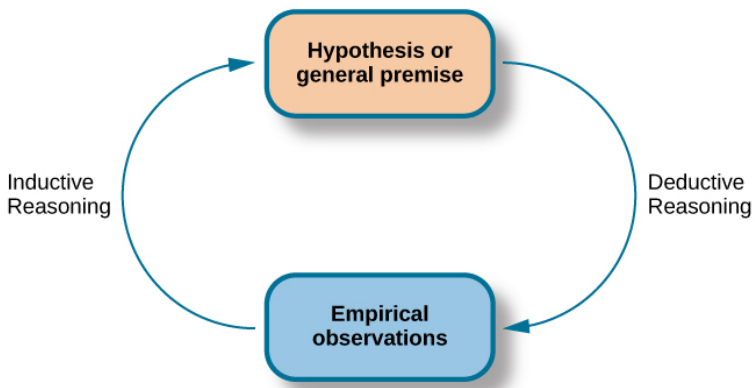 Hypothesis or
general premise
Inductive
Reasoning
Deductive
Reasoning
Empirical
observations